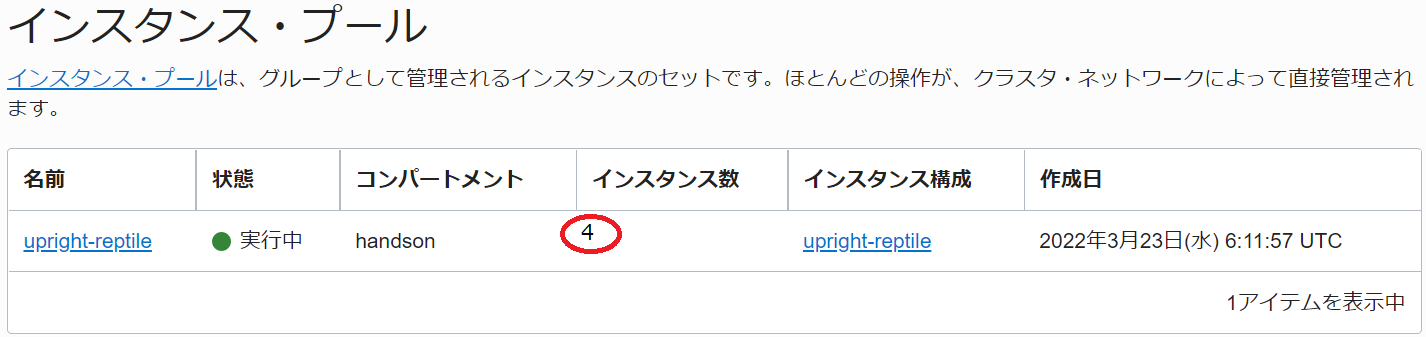 インスタンス・プール
インスタンス・プールは、グループとして管理されるインスタンスのセットです。ほとんどの操作が、クラスタ・ネットワークによって直接管理され
ます。
名前 状態 コンパートメント インスタンス数 インスタンス構成 作成日
upright-reptile 実行中 handson 4 upright-reptile 2022年3月23日(水) 6:11:57 UTC
1アイテムを表示中